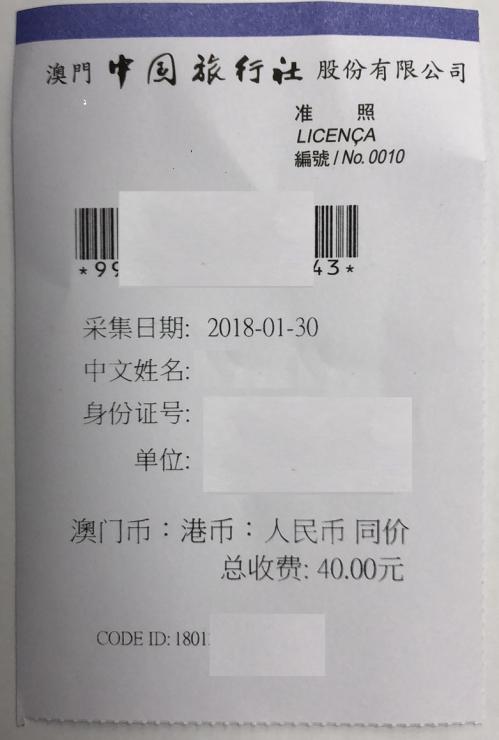 澳門 中国旅行社 股份有限公司
准 照
LICENÇA
編號 / No. 0010
*99 43*
采集日期: 2018-01-30
中文姓名:
身份证号:
单位:
澳门币：港币：人民币 同价
总收费: 40.00元
CODE ID: 1801